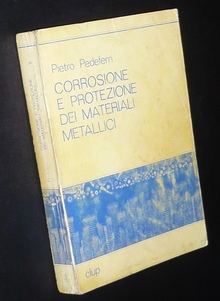 Pietro Pedeferri
CORROSIONE
E PROTEZIONE
DEI MATERIALI
METALLICI
clup